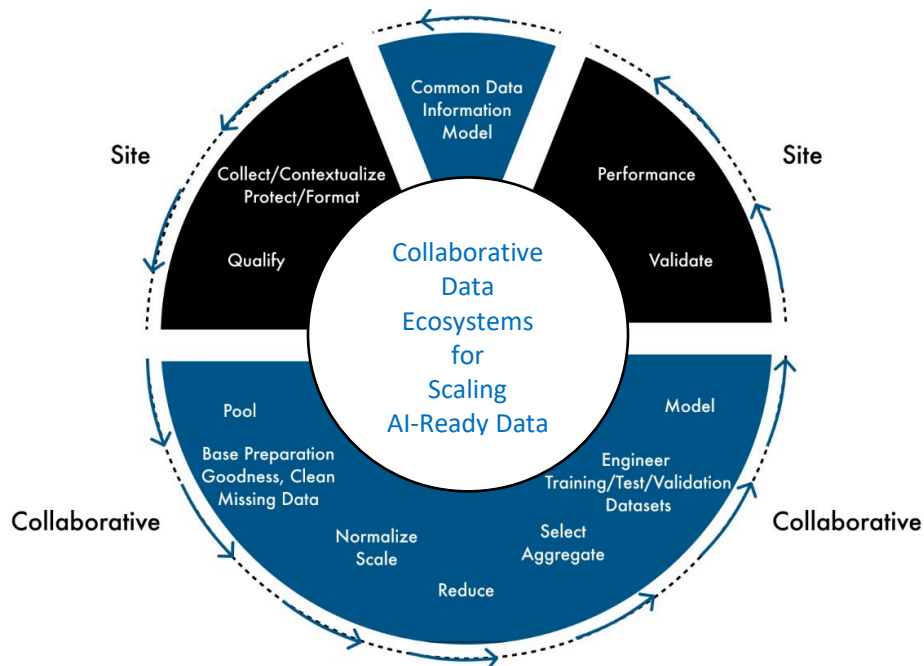 Common Data
Information
Model
Site
Site
Collect/Contextualize
Protect/Format
Performance
Qualify
Validate
Collaborative
Data
Ecosystems
for
Scaling
AI-Ready Data
Pool
Base Preparation
Goodness, Clean
Missing Data
Normalize
Scale
Reduce
Select
Aggregate
Engineer
Training/Test/Validation
Datasets
Model
Collaborative
Collaborative